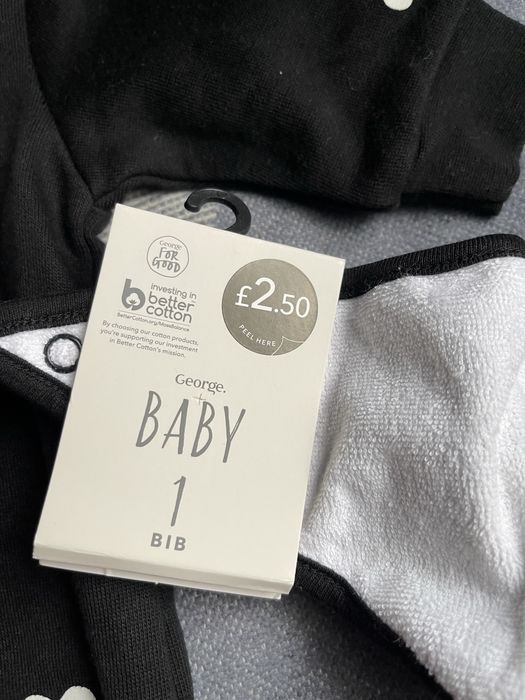 George
FOR
GOOD
investing in
better
cotton™
BetterCotton.org/MassBalance
By choosing our cotton products,
you're supporting our investment
in Better Cotton's mission.
£2.50
PEEL HERE
George.
BABY
1
BIB